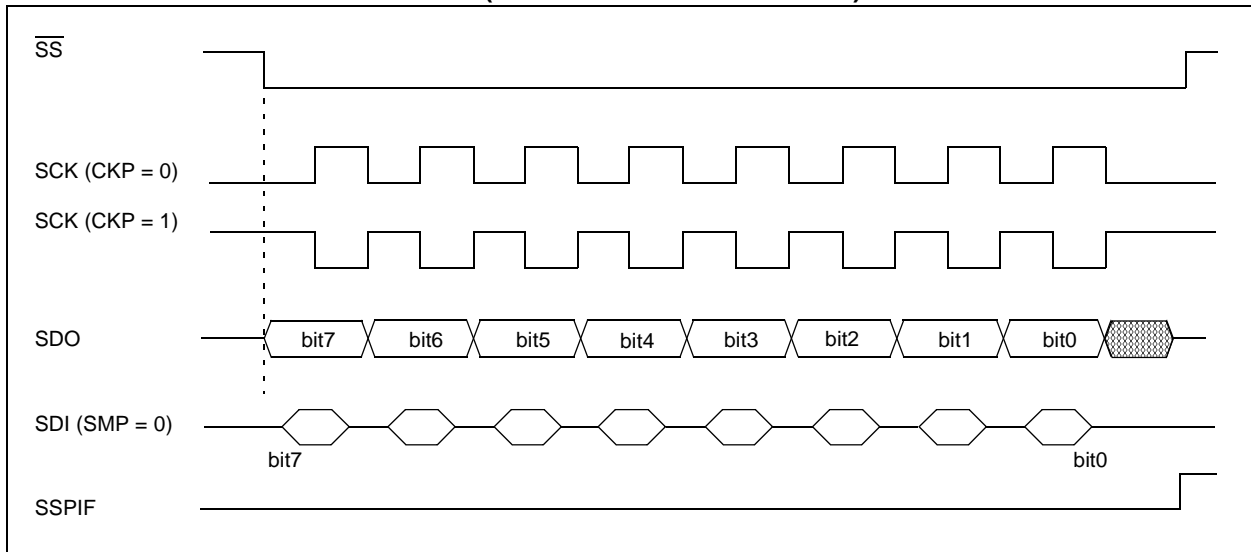 SS
SCK (CKP = 0)
SCK (CKP = 1)
SDO
bit7 bit6 bit5 bit4 bit3 bit2 bit1 bit0
SDI (SMP = 0)
bit7 bit0
SSPIF